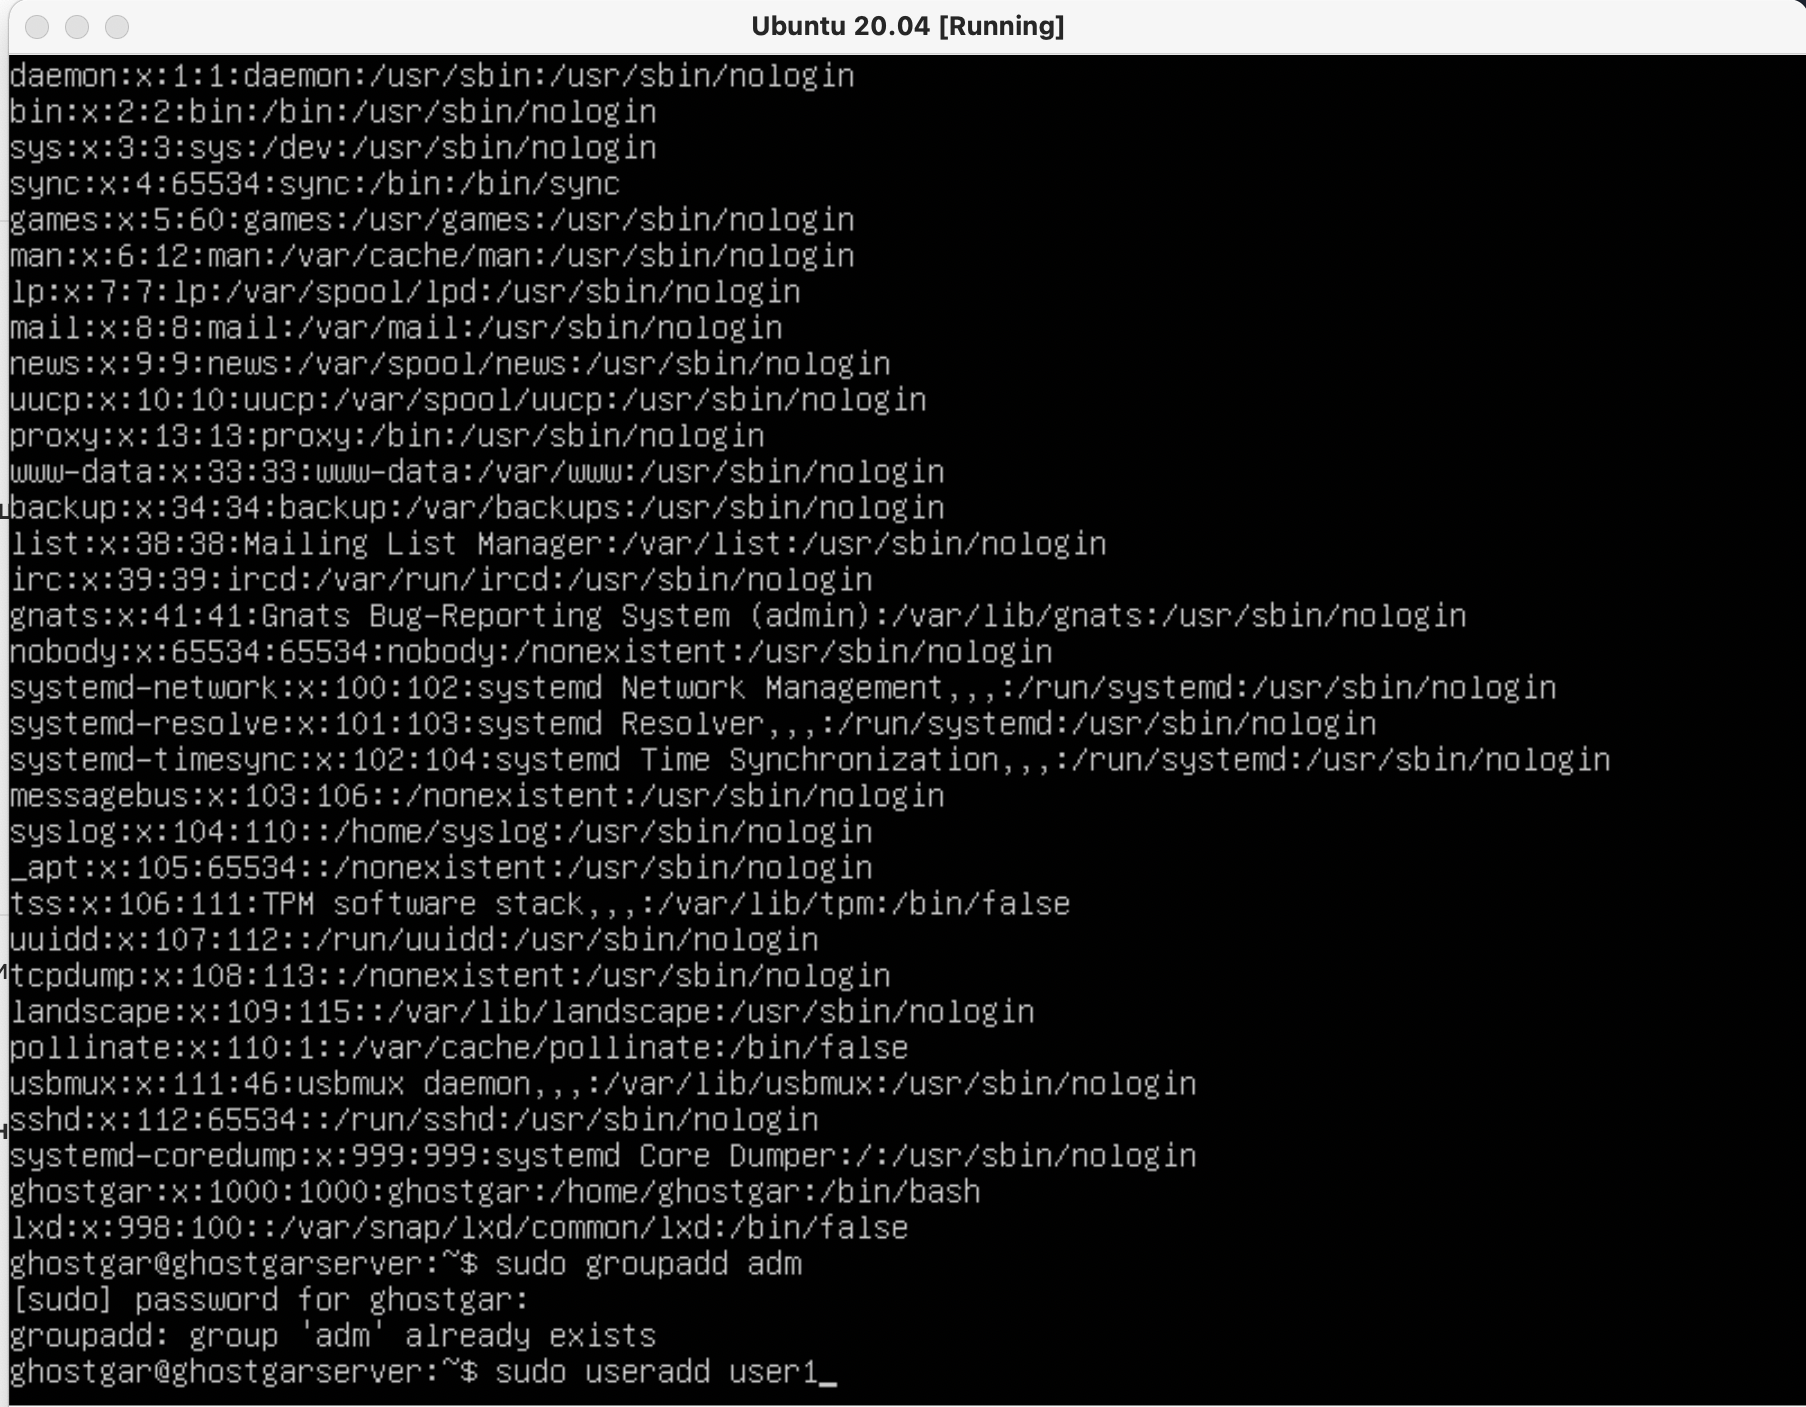 Ubuntu 20.04 [Running]
daemon:x:1:1:daemon:/usr/sbin:/usr/sbin/nologin
bin:x:2:2:bin:/bin:/usr/sbin/nologin
sys:x:3:3:sys:/dev:/usr/sbin/nologin
sync:x:4:65534:sync:/bin:/bin/sync
games:x:5:60:games:/usr/games:/usr/sbin/nologin
man:x:6:12:man:/var/cache/man:/usr/sbin/nologin
lp:x:7:7:lp:/var/spool/lpd:/usr/sbin/nologin
mail:x:8:8:mail:/var/mail:/usr/sbin/nologin
news:x:9:9:news:/var/spool/news:/usr/sbin/nologin
uucp:x:10:10:uucp:/var/spool/uucp:/usr/sbin/nologin
proxy:x:13:13:proxy:/bin:/usr/sbin/nologin
www-data:x:33:33:www-data:/var/www:/usr/sbin/nologin
backup:x:34:34:backup:/var/backups:/usr/sbin/nologin
list:x:38:38:Mailing List Manager:/var/list:/usr/sbin/nologin
irc:x:39:39:ircd:/var/run/ircd:/usr/sbin/nologin
gnats:x:41:41:Gnats Bug-Reporting System (admin):/var/lib/gnats:/usr/sbin/nologin
nobody:x:65534:65534:nobody:/nonexistent:/usr/sbin/nologin
systemd-network:x:100:102:systemd Network Management,,,:/run/systemd:/usr/sbin/nologin
systemd-resolve:x:101:103:systemd Resolver,,,:/run/systemd:/usr/sbin/nologin
systemd-timesync:x:102:104:systemd Time Synchronization,,,:/run/systemd:/usr/sbin/nologin
messagebus:x:103:106::/nonexistent:/usr/sbin/nologin
syslog:x:104:110::/home/syslog:/usr/sbin/nologin
_apt:x:105:65534::/nonexistent:/usr/sbin/nologin
tss:x:106:111:TPM software stack,,,:/var/lib/tpm:/bin/false
uuidd:x:107:112::/run/uuidd:/usr/sbin/nologin
tcpdump:x:108:113::/nonexistent:/usr/sbin/nologin
landscape:x:109:115::/var/lib/landscape:/usr/sbin/nologin
pollinate:x:110:1::/var/cache/pollinate:/bin/false
usbmux:x:111:46:usbmux daemon,,,:/var/lib/usbmux:/usr/sbin/nologin
sshd:x:112:65534::/run/sshd:/usr/sbin/nologin
systemd-coredump:x:999:999:systemd Core Dumper:/:/usr/sbin/nologin
ghostgar:x:1000:1000:ghostgar:/home/ghostgar:/bin/bash
lxd:x:998:100::/var/snap/lxd/common/lxd:/bin/false
ghostgar@ghostgarserver:~$ sudo groupadd adm
[sudo] password for ghostgar:
groupadd: group 'adm' already exists
ghostgar@ghostgarserver:~$ sudo useradd user1_